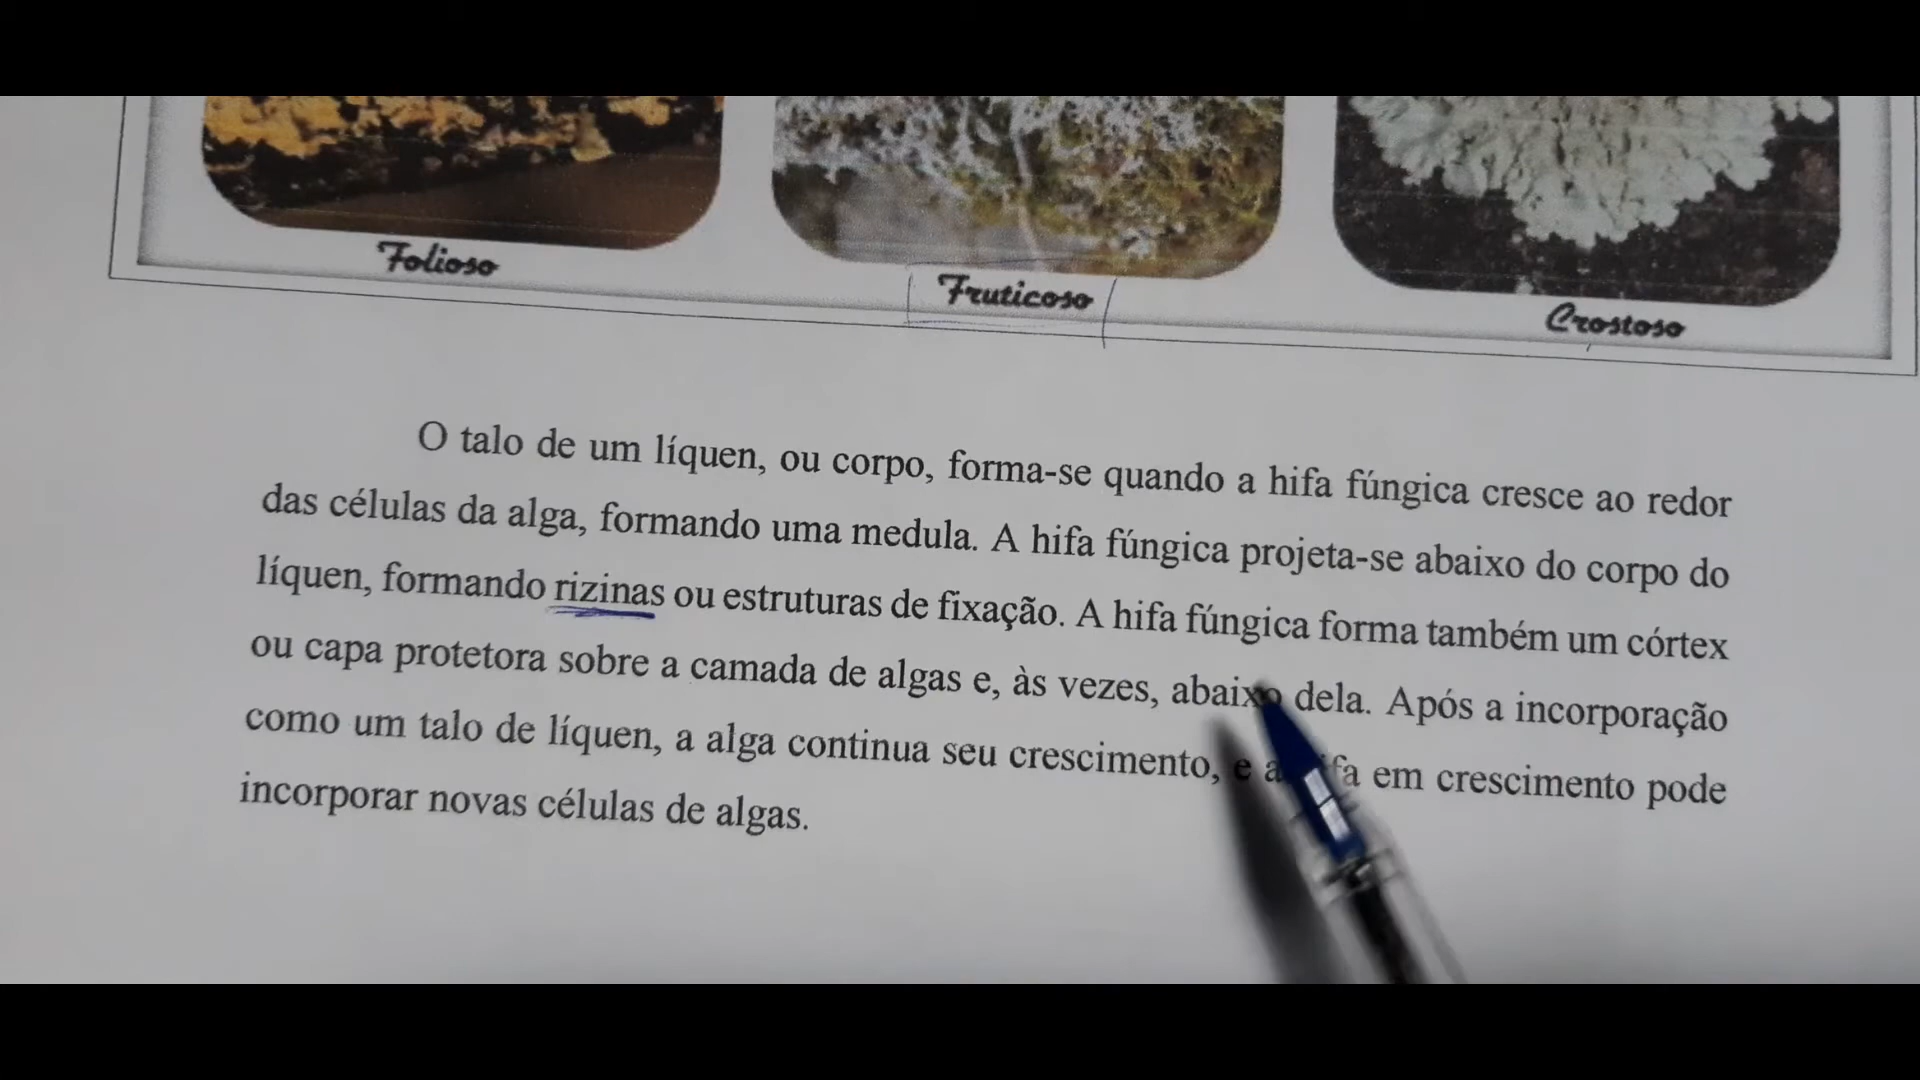 Folioso
Fruticoso
Crostoso
O talo de um líquen, ou corpo, forma-se quando a hifa fúngica cresce ao redor
das células da alga, formando uma medula. A hifa fúngica projeta-se abaixo do corpo do
líquen, formando rizinas ou estruturas de fixação. A hifa fúngica forma também um córtex
ou capa protetora sobre a camada de algas e, às vezes, abaixo dela. Após a incorporação
como um talo de líquen, a alga continua seu crescimento, e a em crescimento pode
incorporar novas células de algas.